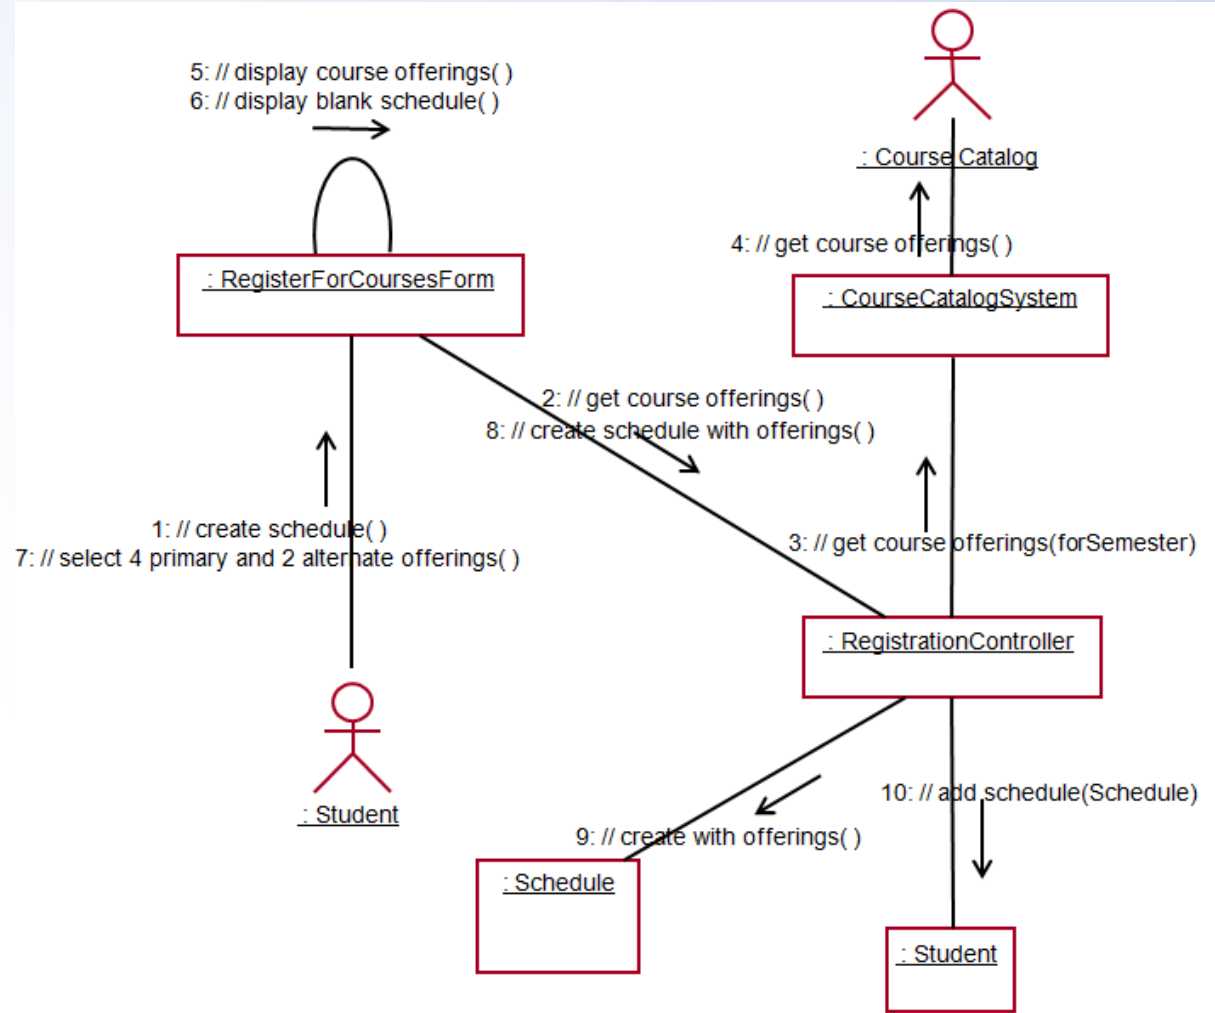 5: // display course offerings( )
6: // display blank schedule( )
: Course Catalog
4: // get course offerings( )
: RegisterForCoursesForm
: CourseCatalogSystem
2: // get course offerings( )
8: // create schedule with offerings( )
1: // create schedule( )
7: // select 4 primary and 2 alternate offerings( )
3: // get course offerings(forSemester)
: RegistrationController
: Student
10: // add schedule(Schedule)
9: // create with offerings( )
: Schedule
: Student